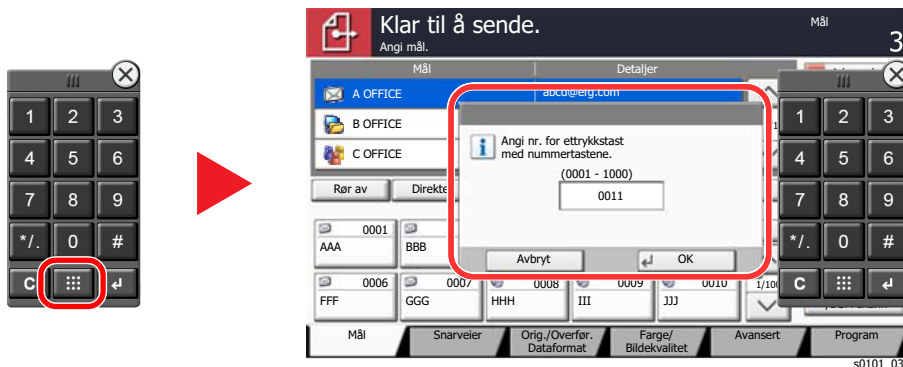 1 2 3
4 5 6
7 8 9
*/. 0 #
C
Klar til å sende.
Angi mål.
Mål
3
Mål Detaljer
A OFFICE abcd@efg.com
B OFFICE
C OFFICE
Angi nr. for ettrykkstast
med nummertastene.
(0001 - 1000)
0011
Avbryt OK
Rør av Direkte
0001
AAA BBB
0006 0007 0008 0009 0010
FFF GGG HHH III JJJ
1/100
1 2 3
4 5 6
7 8 9
*/. 0 #
C
Mål Snarveier Orig./Overfør.
Dataformat Farge/
Bildekvalitet Avansert Program
s0101_03